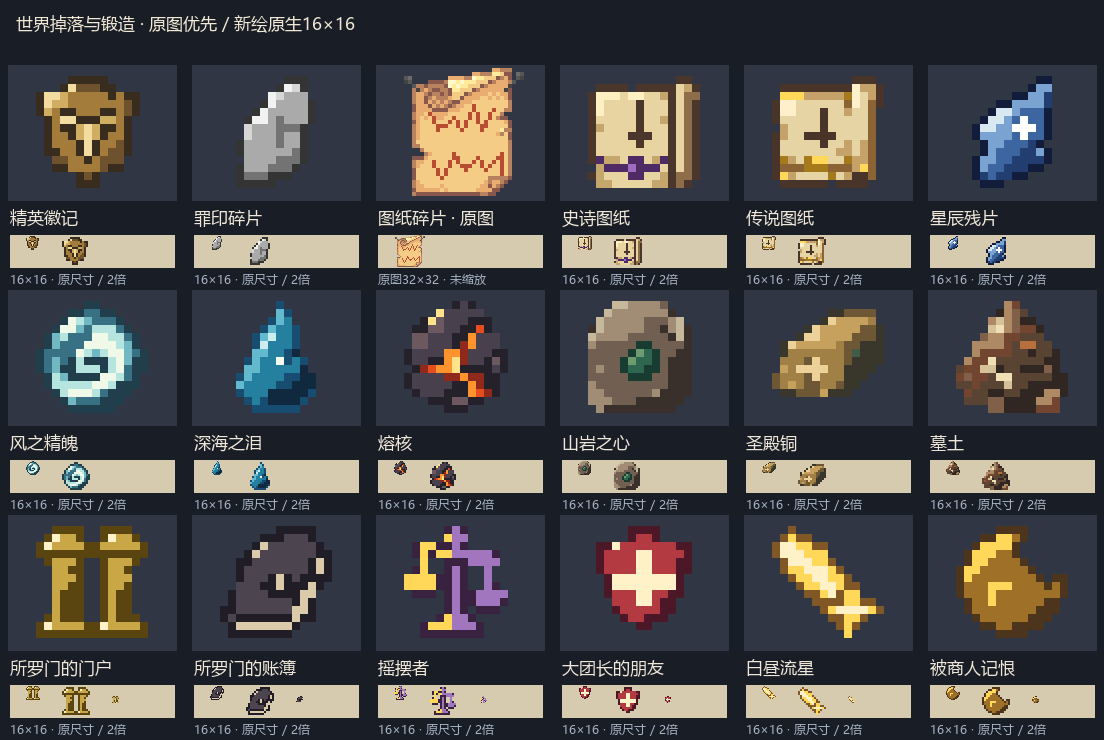 世界掉落与锻造 · 原图优先 / 新绘原生16×16
精英徽记
罪印碎片
图纸碎片 · 原图
史诗图纸
传说图纸
星辰残片
16×16 · 原尺寸 / 2倍
16×16 · 原尺寸 / 2倍
原图32×32 · 未缩放
16×16 · 原尺寸 / 2倍
16×16 · 原尺寸 / 2倍
16×16 · 原尺寸 / 2倍
风之精魄
深海之泪
熔核
山岩之心
圣殿铜
墓土
16×16 · 原尺寸 / 2倍
16×16 · 原尺寸 / 2倍
16×16 · 原尺寸 / 2倍
16×16 · 原尺寸 / 2倍
16×16 · 原尺寸 / 2倍
16×16 · 原尺寸 / 2倍
所罗门的门户
所罗门的账簿
摇摆者
大团长的朋友
白昼流星
被商人记恨
16×16 · 原尺寸 / 2倍
16×16 · 原尺寸 / 2倍
16×16 · 原尺寸 / 2倍
16×16 · 原尺寸 / 2倍
16×16 · 原尺寸 / 2倍
16×16 · 原尺寸 / 2倍